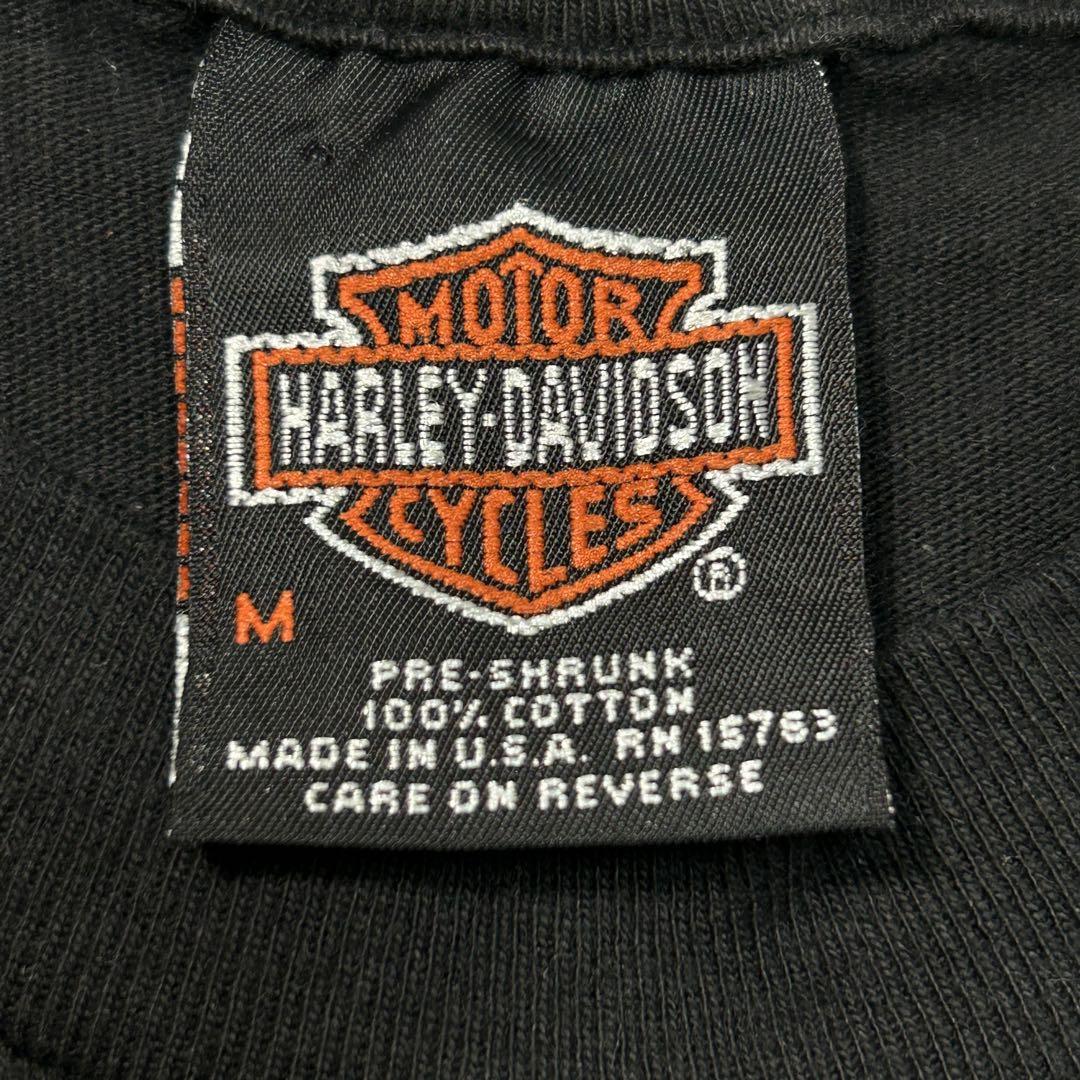 MOTOR
HARLEY-DAVIDSON
CYCLES
®
M
PRE-SHRUNK
100% COTTON
MADE IN U.S.A. RN 15763
CARE ON REVERSE